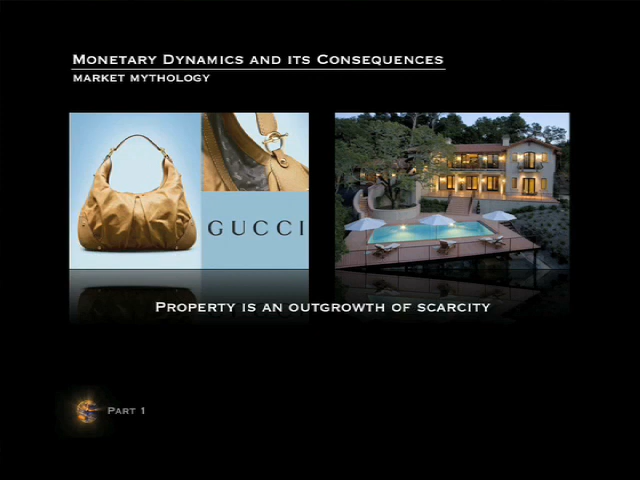 Monetary Dynamics and its Consequences
market mythology
GUCCI
Property is an outgrowth of scarcity
Part 1